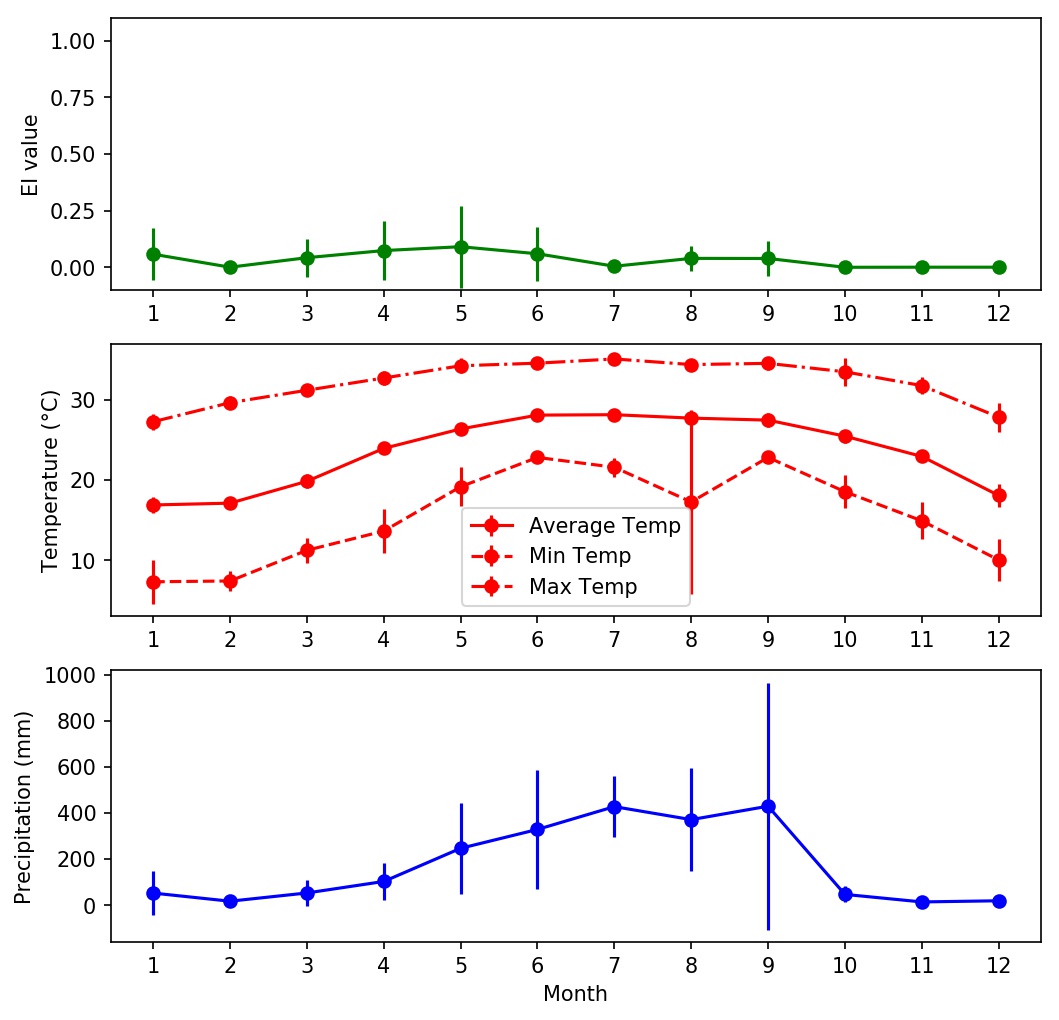 EI value
1.00
0.75
0.50
0.25
0.00
1 2 3 4 5 6 7 8 9 10 11 12
Temperature (°C)
30
20
10
Average Temp
Min Temp
Max Temp
1 2 3 4 5 6 7 8 9 10 11 12
Precipitation (mm)
1000
800
600
400
200
0
1 2 3 4 5 6 7 8 9 10 11 12
Month